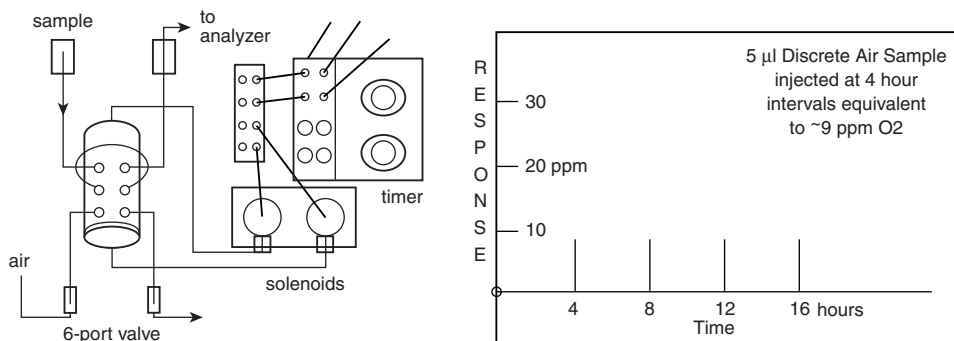 sample
to
analyzer
timer
air
solenoids
6-port valve
RESPONSE
5 µl Discrete Air Sample
injected at 4 hour
intervals equivalent
to ~9 ppm O2
30
20 ppm
10
4 8 12 16 hours
Time